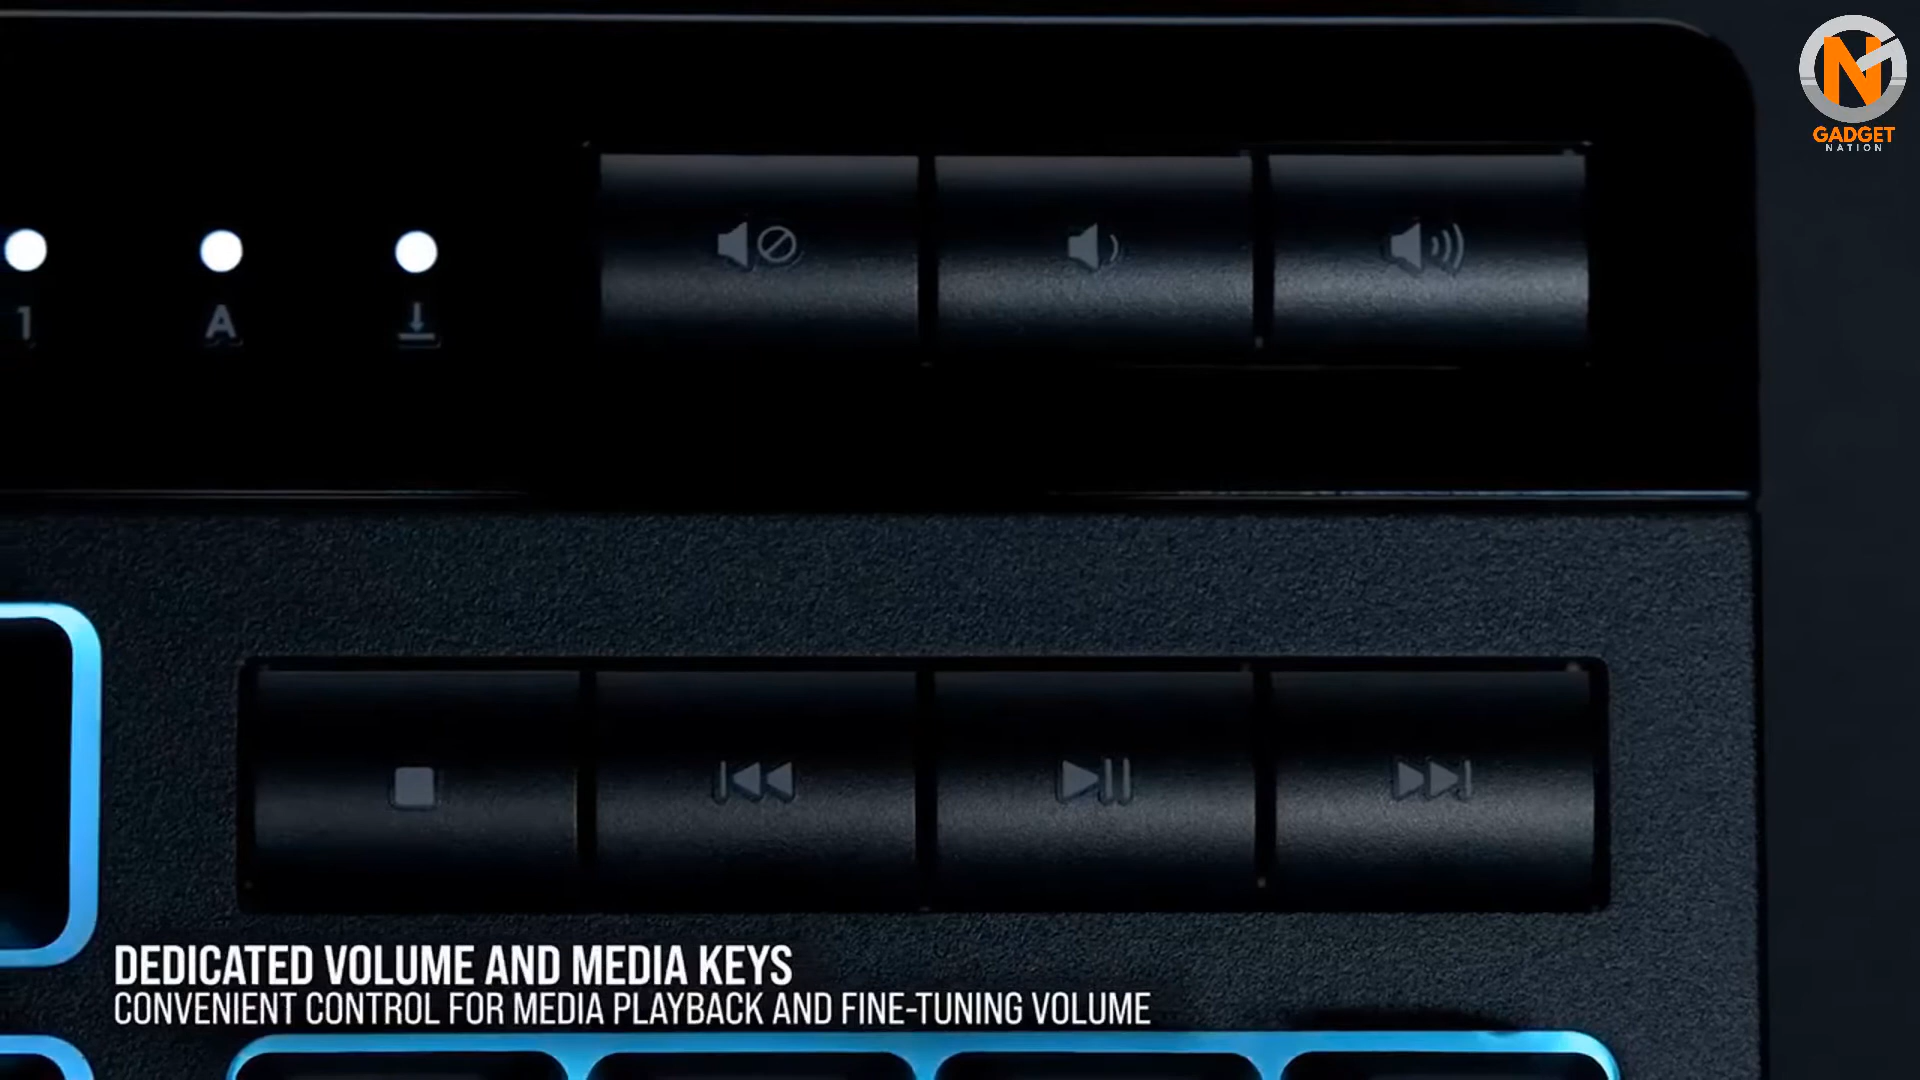 N
GADGET
NATION
1
A
DEDICATED VOLUME AND MEDIA KEYS
CONVENIENT CONTROL FOR MEDIA PLAYBACK AND FINE-TUNING VOLUME